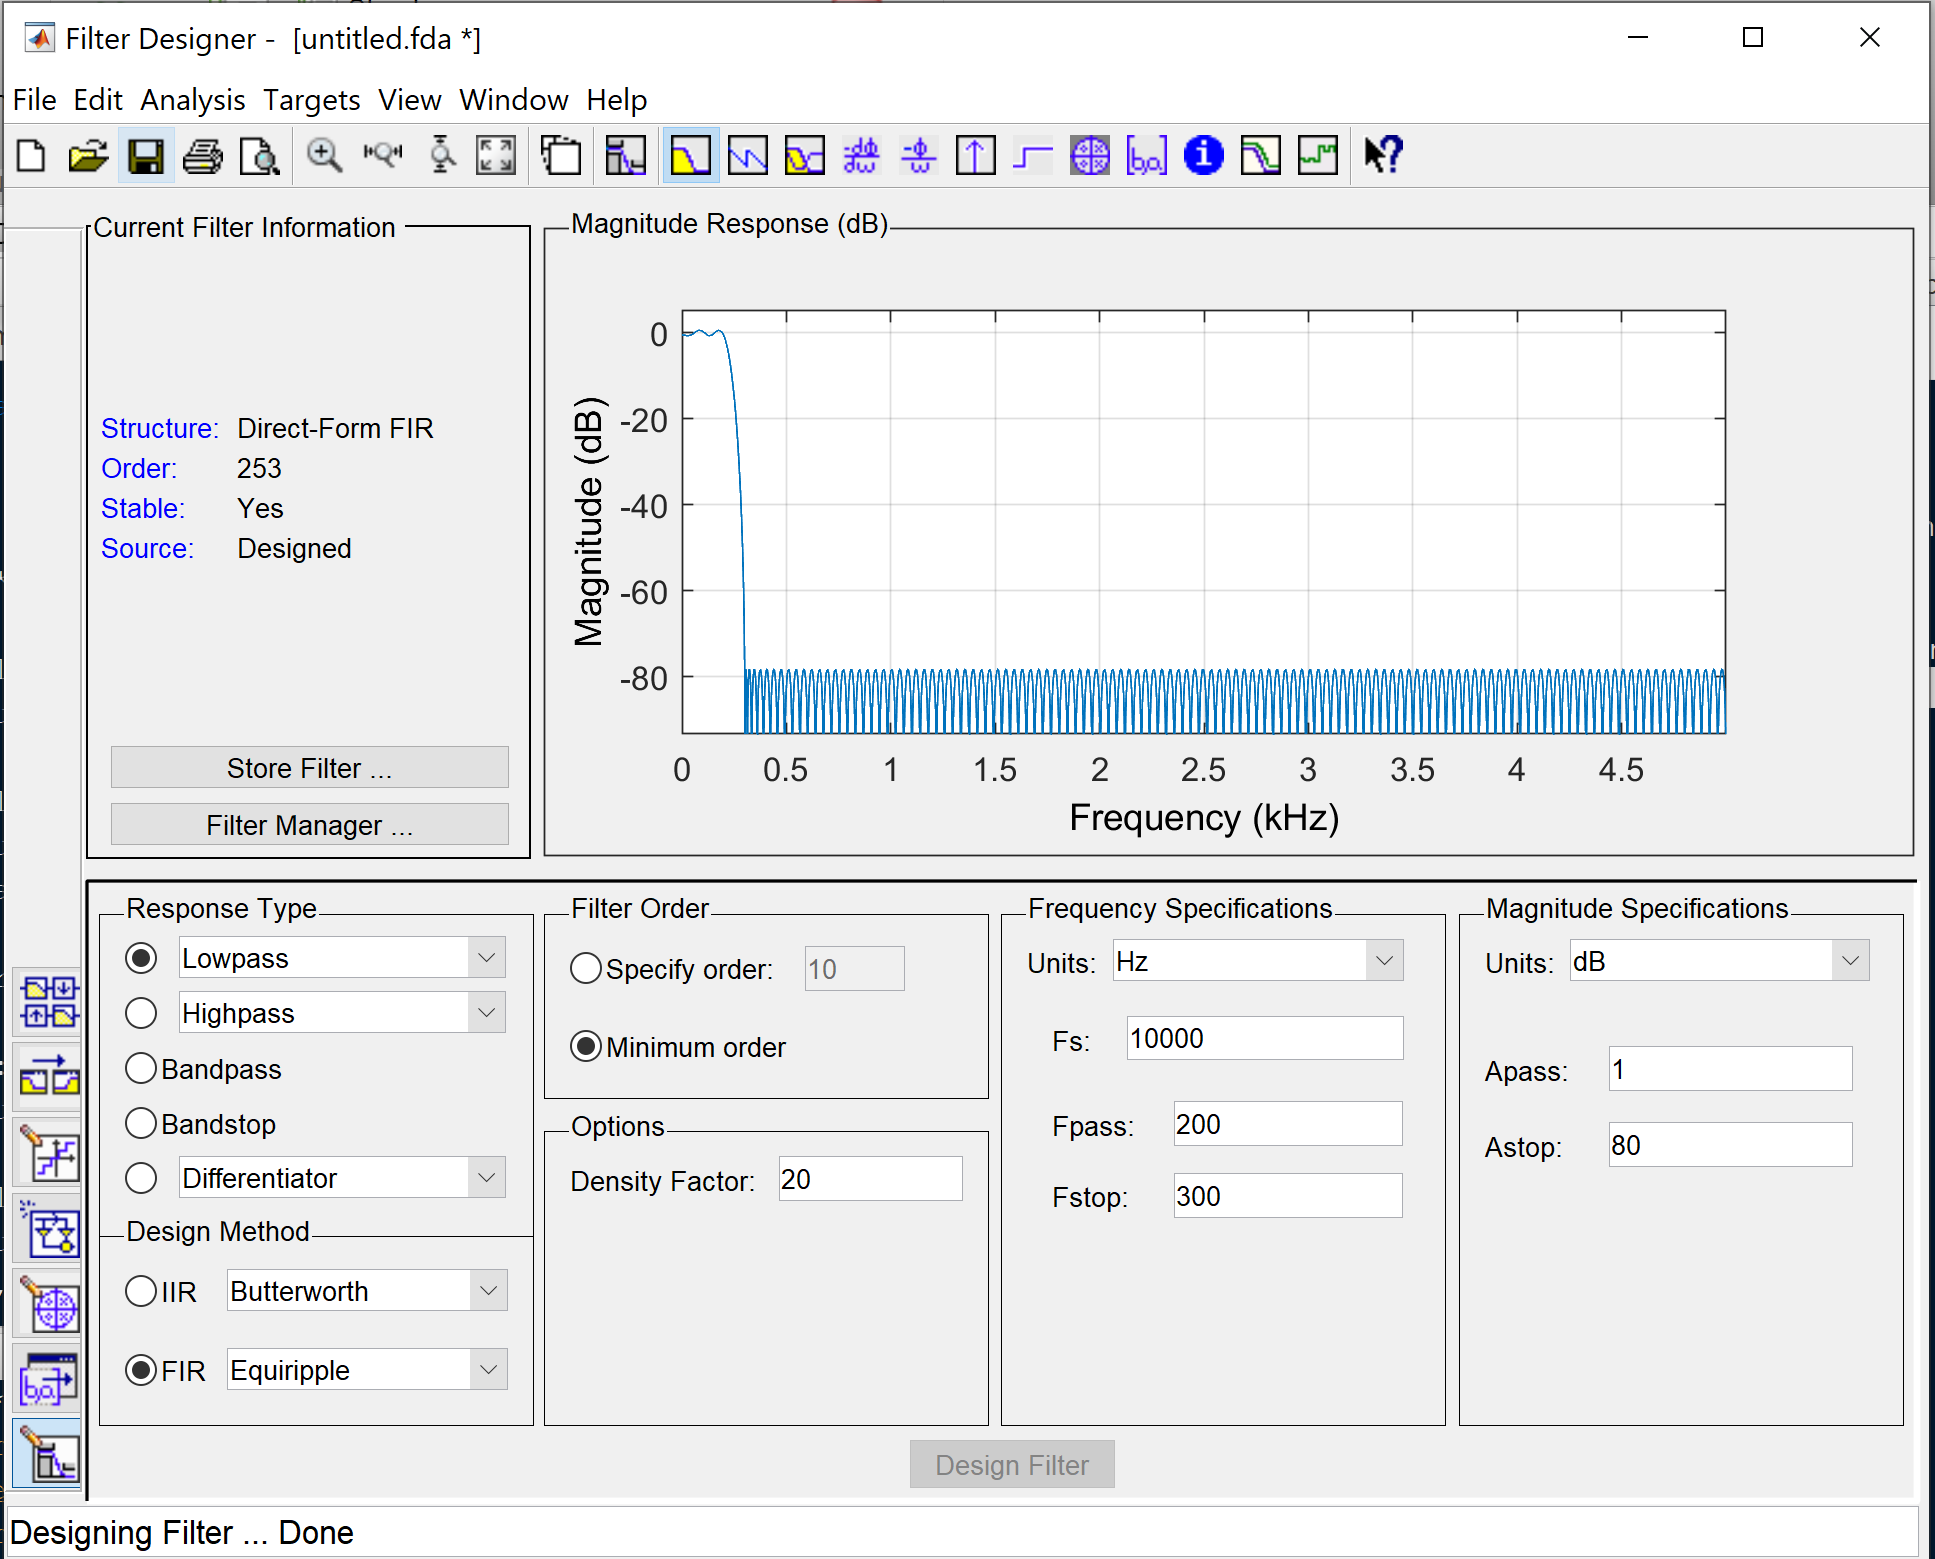 Filter Designer - [untitled.fda *]
File Edit Analysis Targets View Window Help
Current Filter Information
Structure: Direct-Form FIR
Order: 253
Stable: Yes
Source: Designed
Store Filter ...
Filter Manager ...
Magnitude Response (dB)
Magnitude (dB)
0
-20
-40
-60
-80
0 0.5 1 1.5 2 2.5 3 3.5 4 4.5
Frequency (kHz)
Response Type
Lowpass
Highpass
Bandpass
Bandstop
Differentiator
Design Method
IIR Butterworth
FIR Equiripple
Filter Order
Specify order: 10
Minimum order
Options
Density Factor: 20
Frequency Specifications
Units: Hz
Fs: 10000
Fpass: 200
Fstop: 300
Magnitude Specifications
Units: dB
Apass: 1
Astop: 80
Design Filter
Designing Filter ... Done